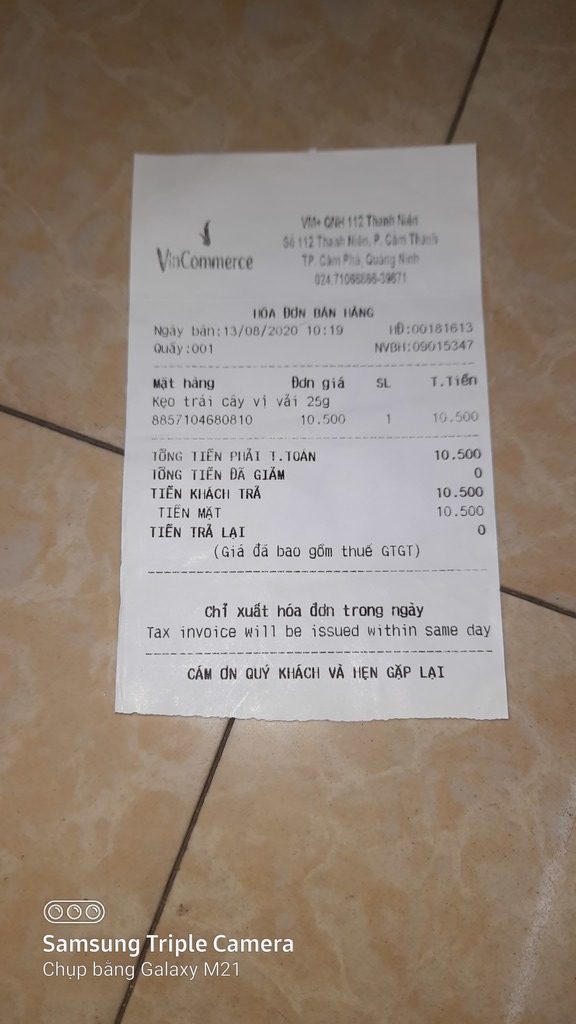 VinCommerce
VM+ QNH 112 Thanh Niên
Số 112 Thanh Niên, P. Cẩm Thành
TP. Cẩm Phả, Quảng Ninh
024.71066866-39671
HÓA ĐƠN BÁN HÀNG
Ngày bán:13/08/2020 10:19 HĐ:00181613
Quầy:001 NVBH:09015347
Mặt hàng Đơn giá SL T.Tiền
Kẹo trái cây vị vải 25g
8857104680810 10.500 1 10.500
TỔNG TIỀN PHẢI T.TOÁN 10.500
TỔNG TIỀN ĐÃ GIẢM 0
TIỀN KHÁCH TRẢ 10.500
TIỀN MẶT 10.500
TIỀN TRẢ LẠI 0
(Giá đã bao gồm thuế GTGT)
Chỉ xuất hóa đơn trong ngày
Tax invoice will be issued within same day
CẢM ƠN QUÝ KHÁCH VÀ HẸN GẶP LẠI
Samsung Triple Camera
Chụp bằng Galaxy M21